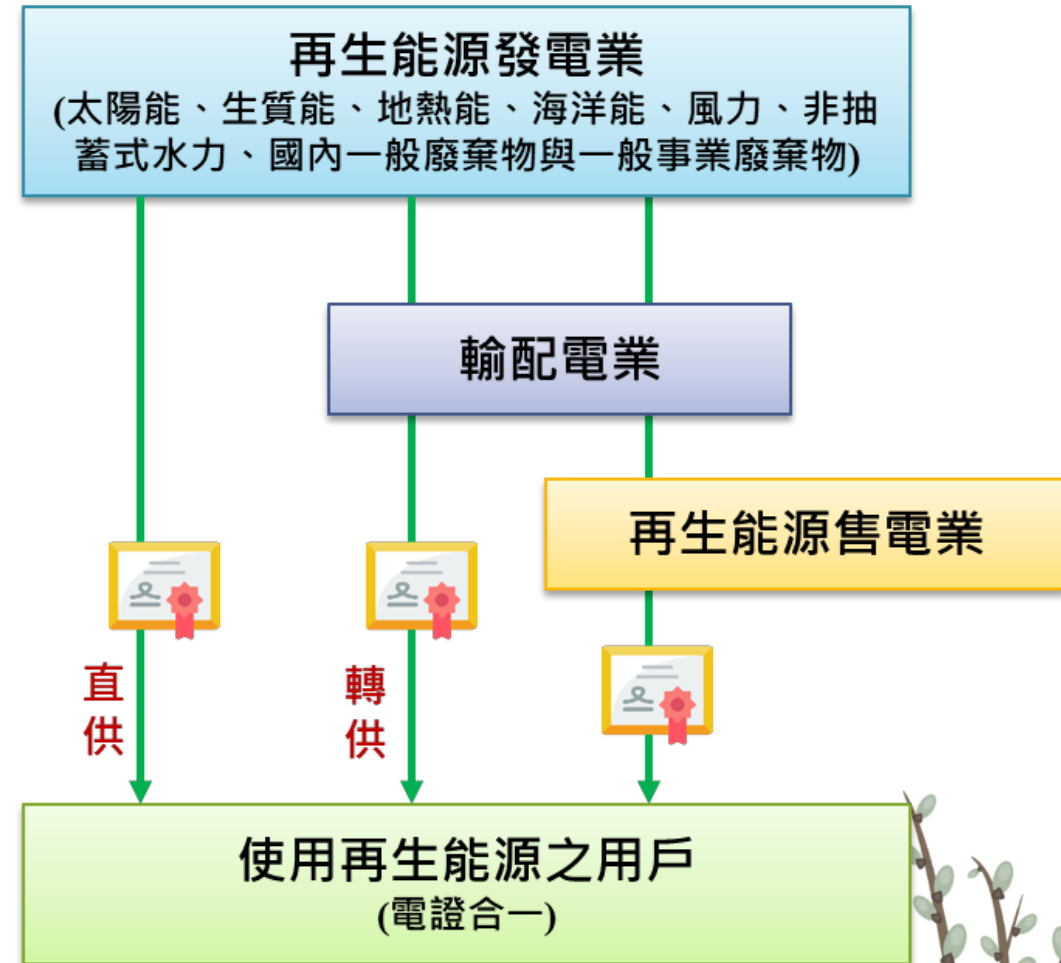 再生能源發電業
(太陽能、生質能、地熱能、海洋能、風力、非抽
蓄式水力、國內一般廢棄物與一般事業廢棄物)
輸配電業
再生能源售電業
直
供
轉
供
使用再生能源之用戶
(電證合一)